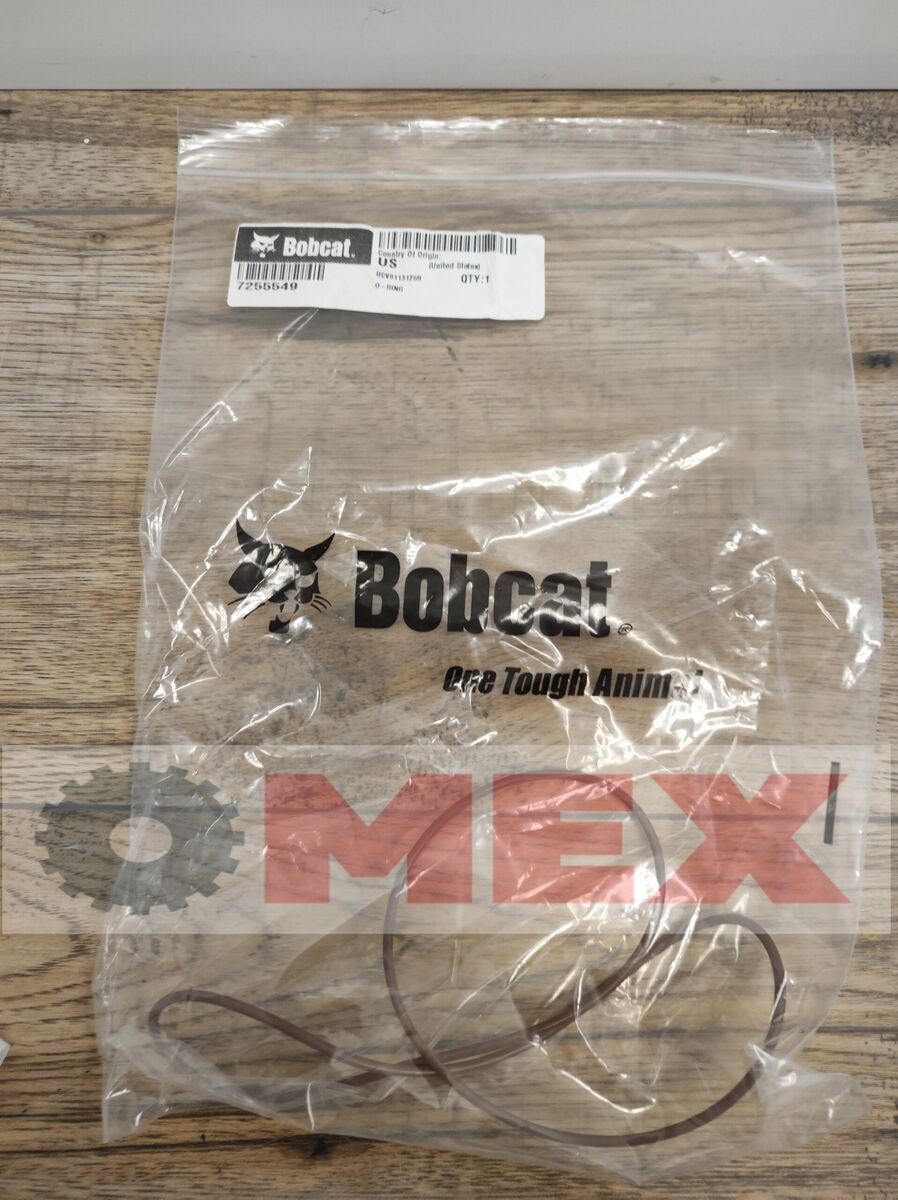 Bobcat®
Country Of Origin:
US (United States)
7255549
QTY:1
O-RING
Bobcat®
One Tough Animal
MEX